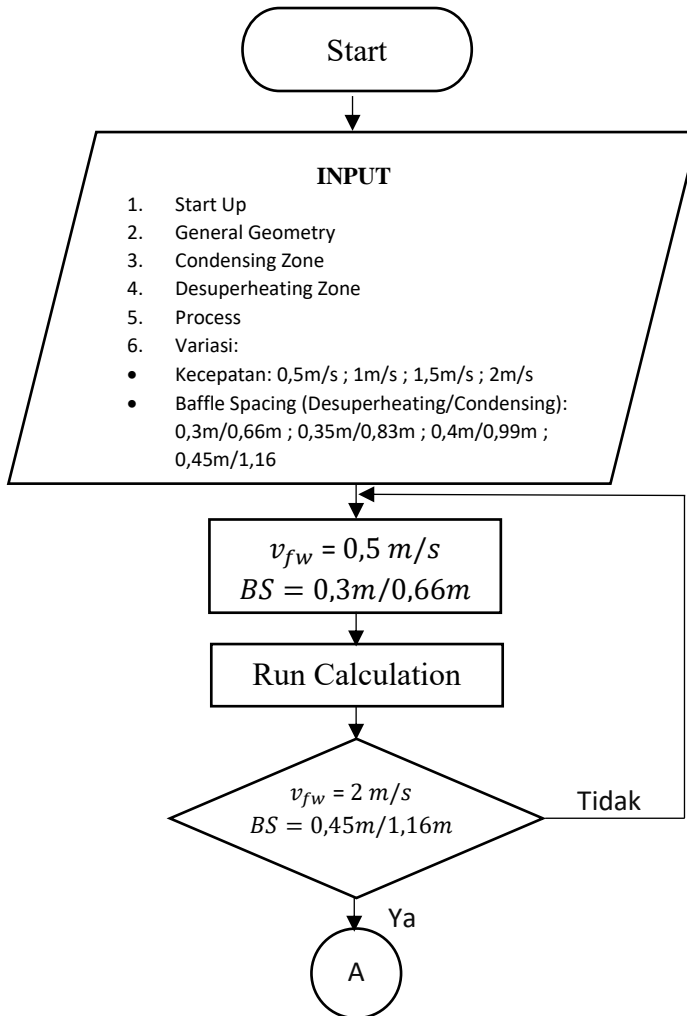 Start
INPUT
1. Start Up
2. General Geometry
3. Condensing Zone
4. Desuperheating Zone
5. Process
6. Variasi:
• Kecepatan: 0,5m/s ; 1m/s ; 1,5m/s ; 2m/s
• Baffle Spacing (Desuperheating/Condensing):
0,3m/0,66m ; 0,35m/0,83m ; 0,4m/0,99m ;
0,45m/1,16
𝑣𝑓𝑤 = 0,5 𝑚/𝑠
𝐵𝑆 = 0,3𝑚/0,66𝑚
Run Calculation
𝑣𝑓𝑤 = 2 𝑚/𝑠
𝐵𝑆 = 0,45𝑚/1,16𝑚
Tidak
Ya
A